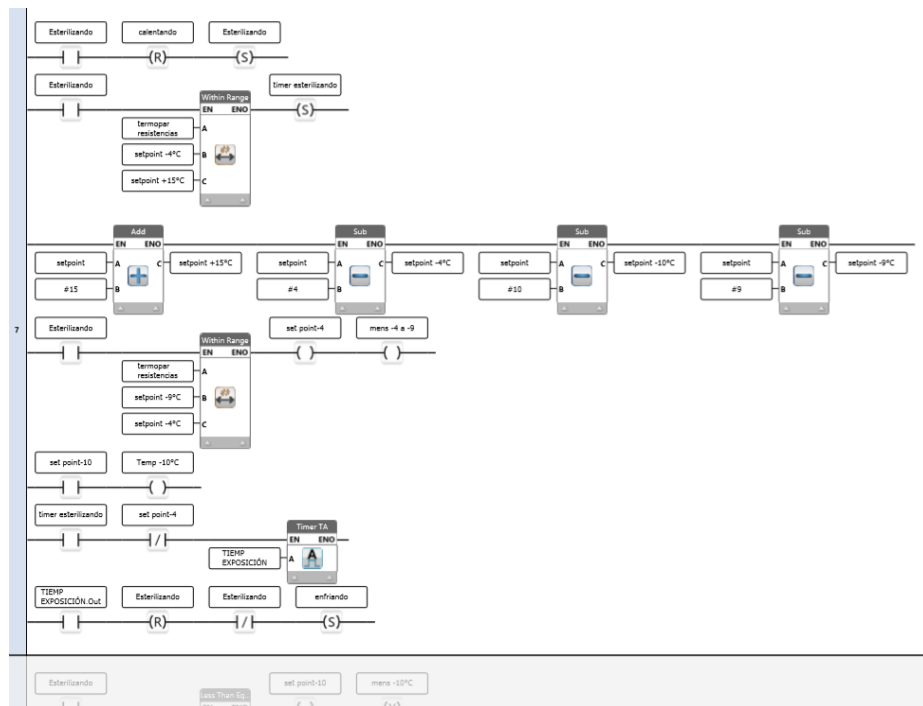 Esterilizando calentando Esterilizando
(R) (S)
Esterilizando timer esterilizando
Within Range
EN ENO (S)
termopar
resistencias A
setpoint -4°C B
setpoint +15°C C
Add Sub Sub Sub
EN ENO EN ENO EN ENO EN ENO
setpoint A C setpoint +15°C setpoint A C setpoint -4°C setpoint A C setpoint -10°C setpoint A C setpoint -9°C
#15 B #4 B #10 B #9 B
7 Esterilizando set point-4 mens -4 a -9
Within Range
EN ENO ( ) ( )
termopar
resistencias A
setpoint -9°C B
setpoint -4°C C
set point-10 Temp -10°C
( )
timer esterilizando set point-4
Timer TA
EN ENO
TIEMP
EXPOSICIÓN A
TIEMP
EXPOSICIÓN.Out Esterilizando Esterilizando enfriando
(R) (S)
Esterilizando set point-10 mens -10°C
Less Than Eq..